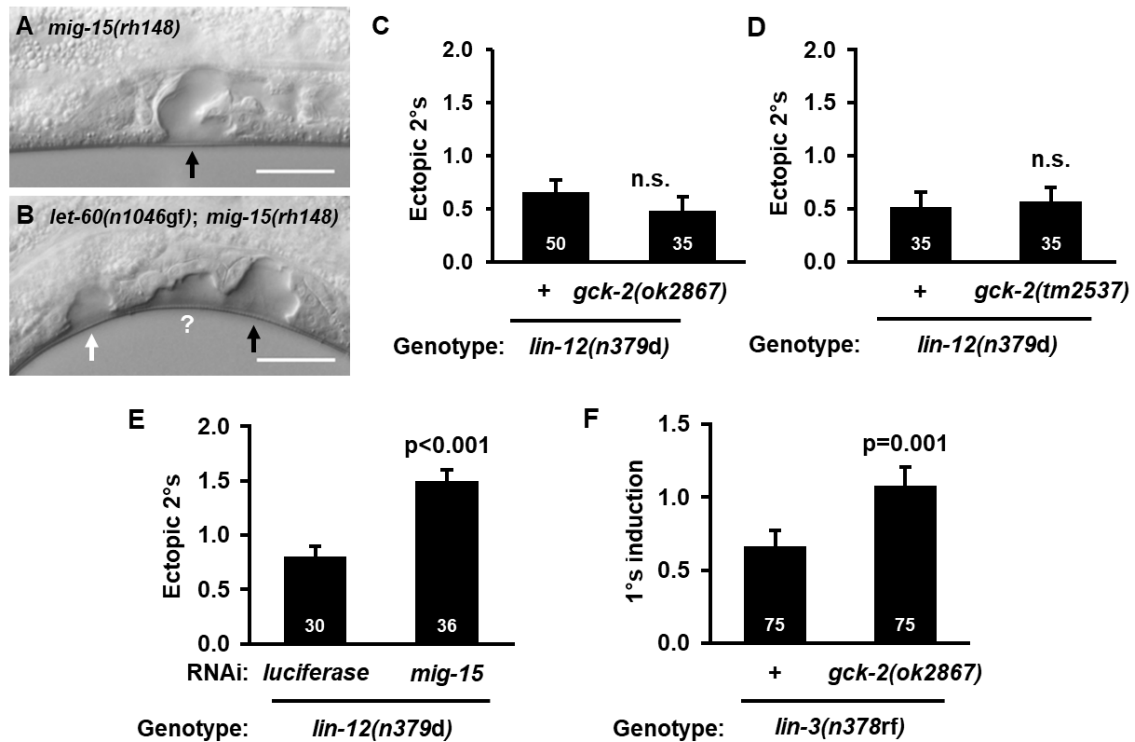 A mig-15(rh148)
B let-60(n1046gf); mig-15(rh148)
?
C
Ectopic 2°s
2.0
1.5
1.0
0.5
0.0
n.s.
50
35
+ gck-2(ok2867)
Genotype: lin-12(n379d)
D
Ectopic 2°s
2.0
1.5
1.0
0.5
0.0
n.s.
35
35
+ gck-2(tm2537)
Genotype: lin-12(n379d)
E
Ectopic 2°s
2.0
1.5
1.0
0.5
0.0
p<0.001
30
36
RNAi: luciferase mig-15
Genotype: lin-12(n379d)
F
1°s induction
1.5
1.0
0.5
0.0
p=0.001
75
75
+ gck-2(ok2867)
Genotype: lin-3(n378rf)